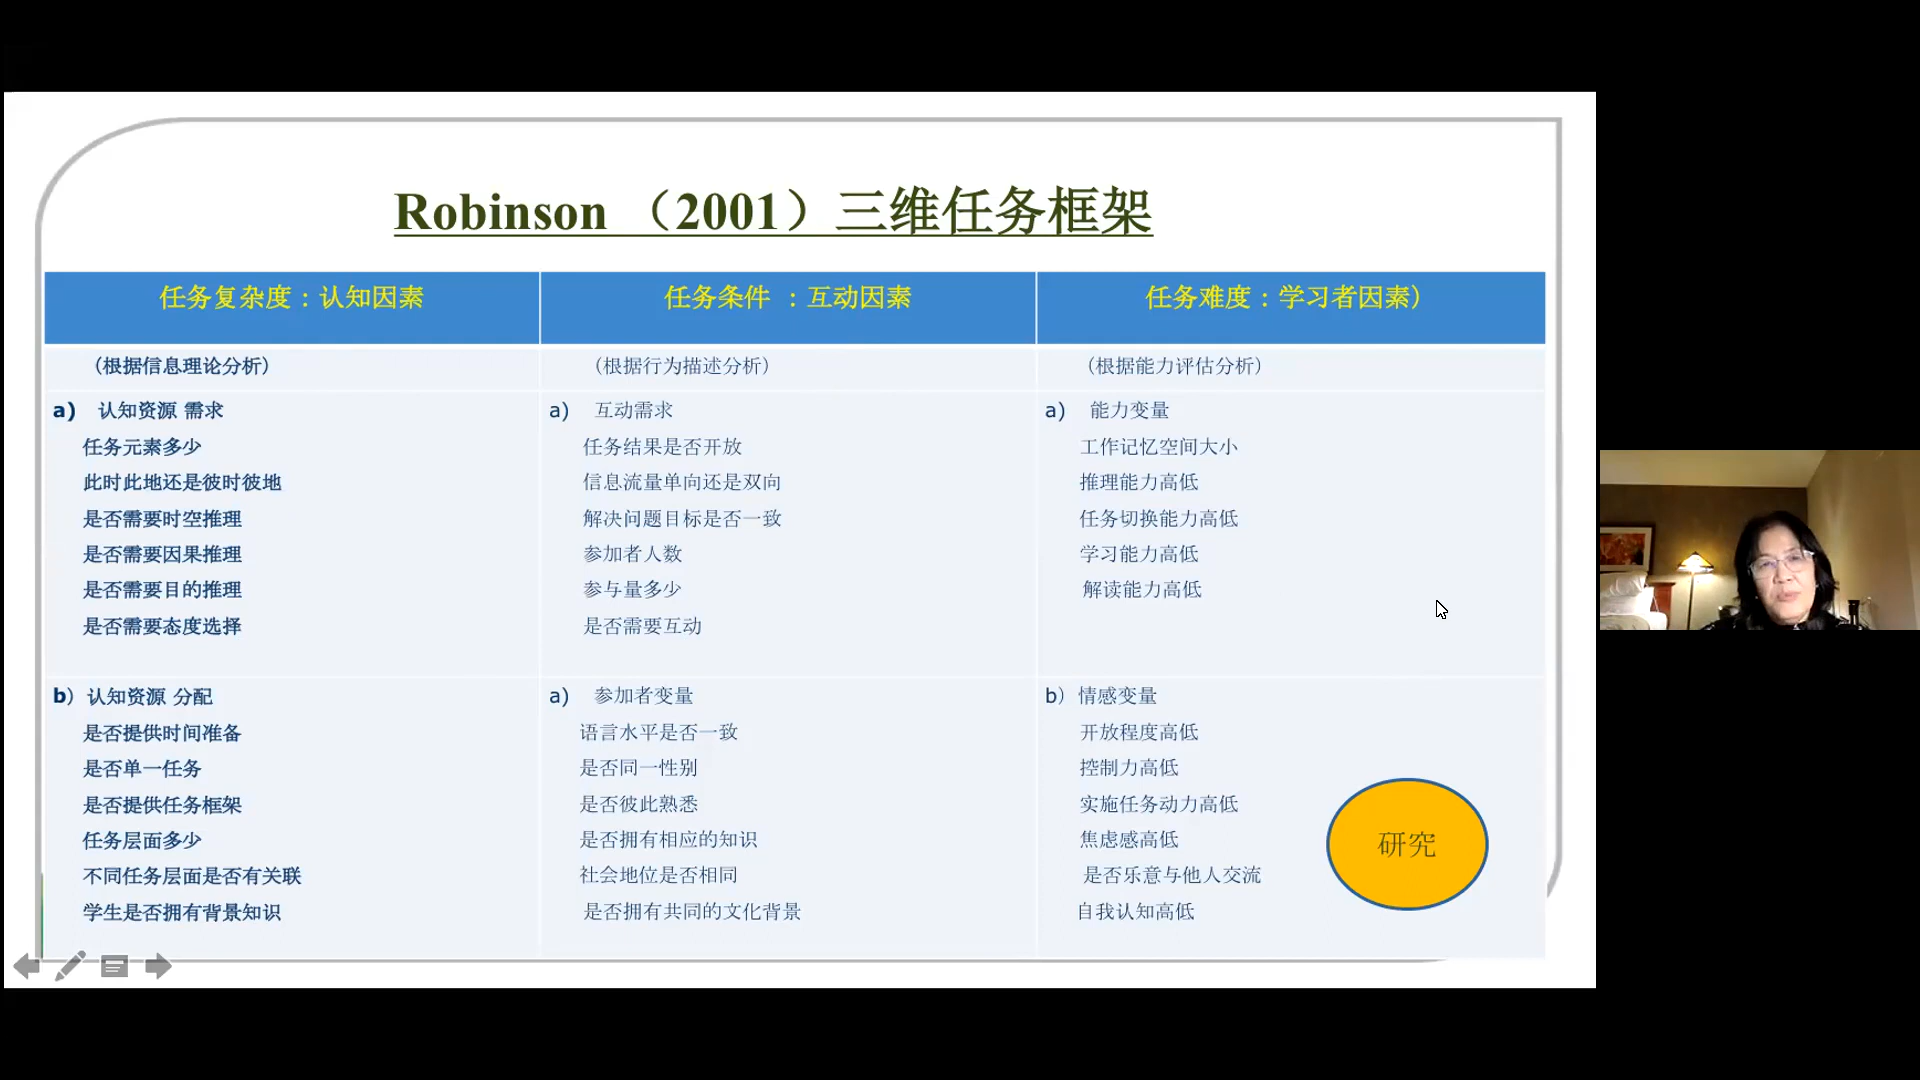 Robinson （2001）三维任务框架
任务复杂度：认知因素
任务条件 ：互动因素
任务难度：学习者因素）
（根据信息理论分析）
（根据行为描述分析）
（根据能力评估分析）
a) 认知资源 需求
任务元素多少
此时此地还是彼时彼地
是否需要时空推理
是否需要因果推理
是否需要目的推理
是否需要态度选择
a) 互动需求
任务结果是否开放
信息流量单向还是双向
解决问题目标是否一致
参加者人数
参与量多少
是否需要互动
a) 能力变量
工作记忆空间大小
推理能力高低
任务切换能力高低
学习能力高低
解读能力高低
b）认知资源 分配
是否提供时间准备
是否单一任务
是否提供任务框架
任务层面多少
不同任务层面是否有关联
学生是否拥有背景知识
a) 参加者变量
语言水平是否一致
是否同一性别
是否彼此熟悉
是否拥有相应的知识
社会地位是否相同
是否拥有共同的文化背景
b）情感变量
开放程度高低
控制力高低
实施任务动力高低
焦虑感高低
是否乐意与他人交流
自我认知高低
研究